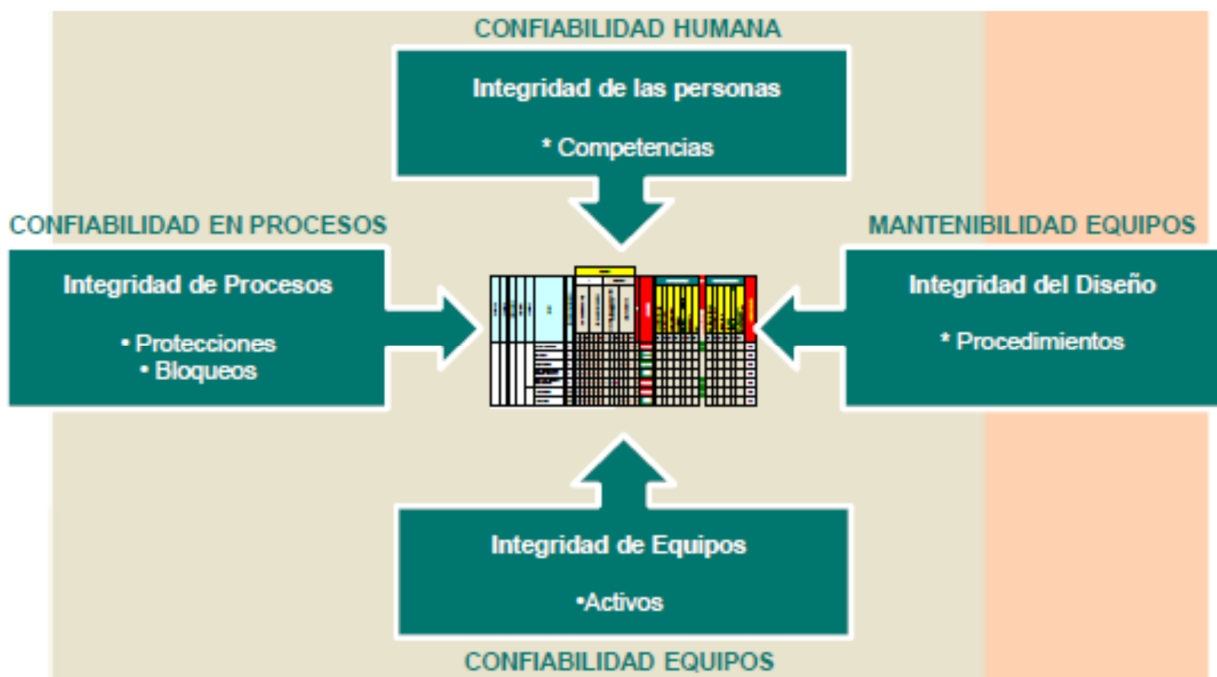 CONFIABILIDAD HUMANA
Integridad de las personas
* Competencias
CONFIABILIDAD EN PROCESOS
Integridad de Procesos
• Protecciones
• Bloqueos
MANTENIBILIDAD EQUIPOS
Integridad del Diseño
* Procedimientos
Integridad de Equipos
•Activos
CONFIABILIDAD EQUIPOS